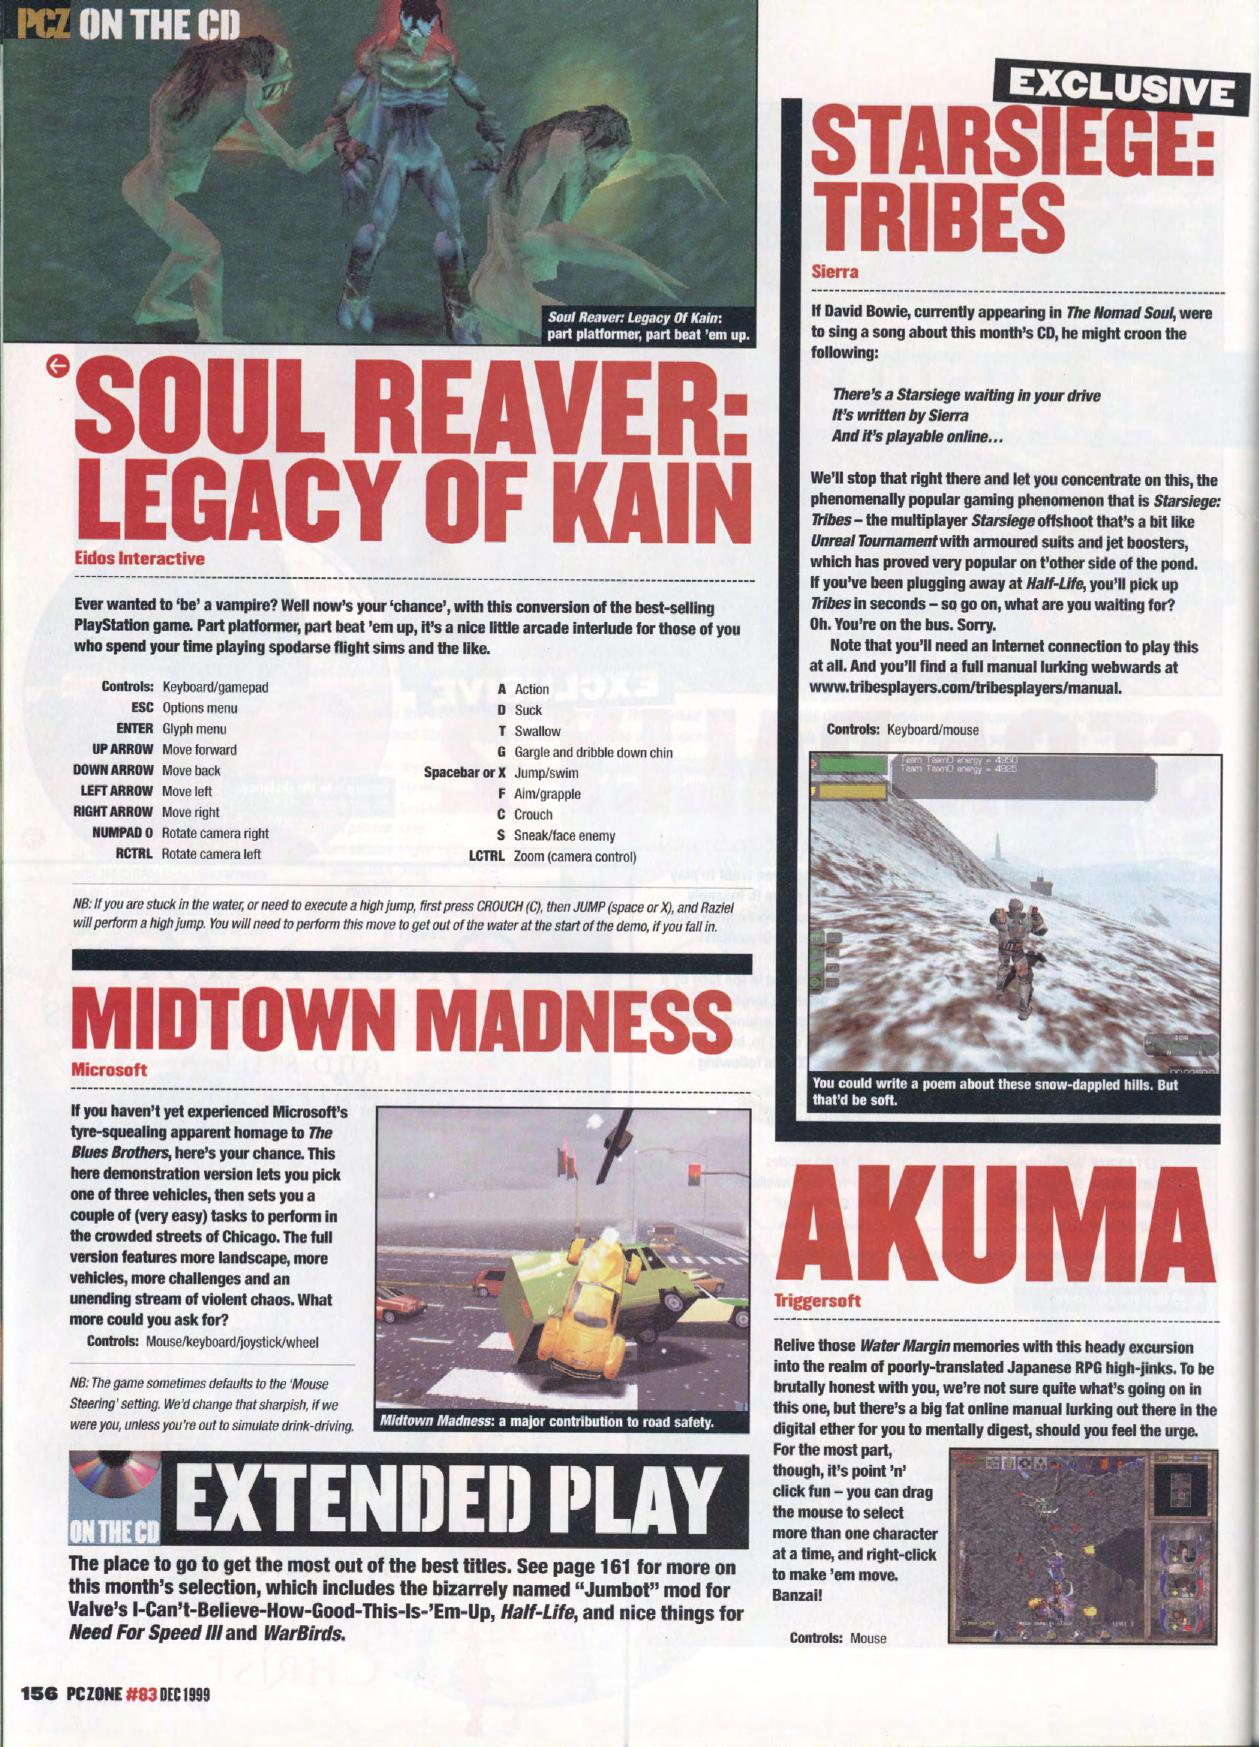 PCZ ON THE CD
Soul Reaver: Legacy Of Kain:
part platformer, part beat 'em up.
SOUL REAVER:
LEGACY OF KAIN
Eidos Interactive
Ever wanted to 'be' a vampire? Well now's your 'chance', with this conversion of the best-selling
PlayStation game. Part platformer, part beat 'em up, it's a nice little arcade interlude for those of you
who spend your time playing spodarse flight sims and the like.
Controls: Keyboard/gamepad
ESC Options menu
ENTER Glyph menu
UP ARROW Move forward
DOWN ARROW Move back
LEFT ARROW Move left
RIGHT ARROW Move right
NUMPAD 0 Rotate camera right
RCTRL Rotate camera left
A Action
D Suck
T Swallow
G Gargle and dribble down chin
Spacebar or X Jump/swim
F Aim/grapple
C Crouch
S Sneak/face enemy
LCTRL Zoom (camera control)
NB: If you are stuck in the water, or need to execute a high jump, first press CROUCH (C), then JUMP (space or X), and Raziel
will perform a high jump. You will need to perform this move to get out of the water at the start of the demo, if you fall in.
MIDTOWN MADNESS
Microsoft
If you haven't yet experienced Microsoft's
tyre-squealing apparent homage to The
Blues Brothers, here's your chance. This
here demonstration version lets you pick
one of three vehicles, then sets you a
couple of (very easy) tasks to perform in
the crowded streets of Chicago. The full
version features more landscape, more
vehicles, more challenges and an
unending stream of violent chaos. What
more could you ask for?
Controls: Mouse/keyboard/joystick/wheel
NB: The game sometimes defaults to the 'Mouse
Steering' setting. We'd change that sharpish, if we
were you, unless you're out to simulate drink-driving.
Midtown Madness: a major contribution to road safety.
ON THE CD
EXTENDED PLAY
The place to go to get the most out of the best titles. See page 161 for more on
this month's selection, which includes the bizarrely named "Jumbot" mod for
Valve's I-Can't-Believe-How-Good-This-Is-'Em-Up, Half-Life, and nice things for
Need For Speed III and WarBirds.
EXCLUSIVE
STARSIEGE:
TRIBES
Sierra
If David Bowie, currently appearing in The Nomad Soul, were
to sing a song about this month's CD, he might croon the
following:
There's a Starsiege waiting in your drive
It's written by Sierra
And it's playable online...
We'll stop that right there and let you concentrate on this, the
phenomenally popular gaming phenomenon that is Starsiege:
Tribes – the multiplayer Starsiege offshoot that's a bit like
Unreal Tournament with armoured suits and jet boosters,
which has proved very popular on t'other side of the pond.
If you've been plugging away at Half-Life, you'll pick up
Tribes in seconds – so go on, what are you waiting for?
Oh. You're on the bus. Sorry.
Note that you'll need an Internet connection to play this
at all. And you'll find a full manual lurking webwards at
www.tribesplayers.com/tribesplayers/manual.
Controls: Keyboard/mouse
Team Team0 energy = 4950
Team Team0 energy = 4925
You could write a poem about these snow-dappled hills. But
that'd be soft.
AKUMA
Triggersoft
Relive those Water Margin memories with this heady excursion
into the realm of poorly-translated Japanese RPG high-jinks. To be
brutally honest with you, we're not sure quite what's going on in
this one, but there's a big fat online manual lurking out there in the
digital ether for you to mentally digest, should you feel the urge.
For the most part,
though, it's point 'n'
click fun – you can drag
the mouse to select
more than one character
at a time, and right-click
to make 'em move.
Banzai!
Controls: Mouse
156 PCZONE #83 DEC 1999